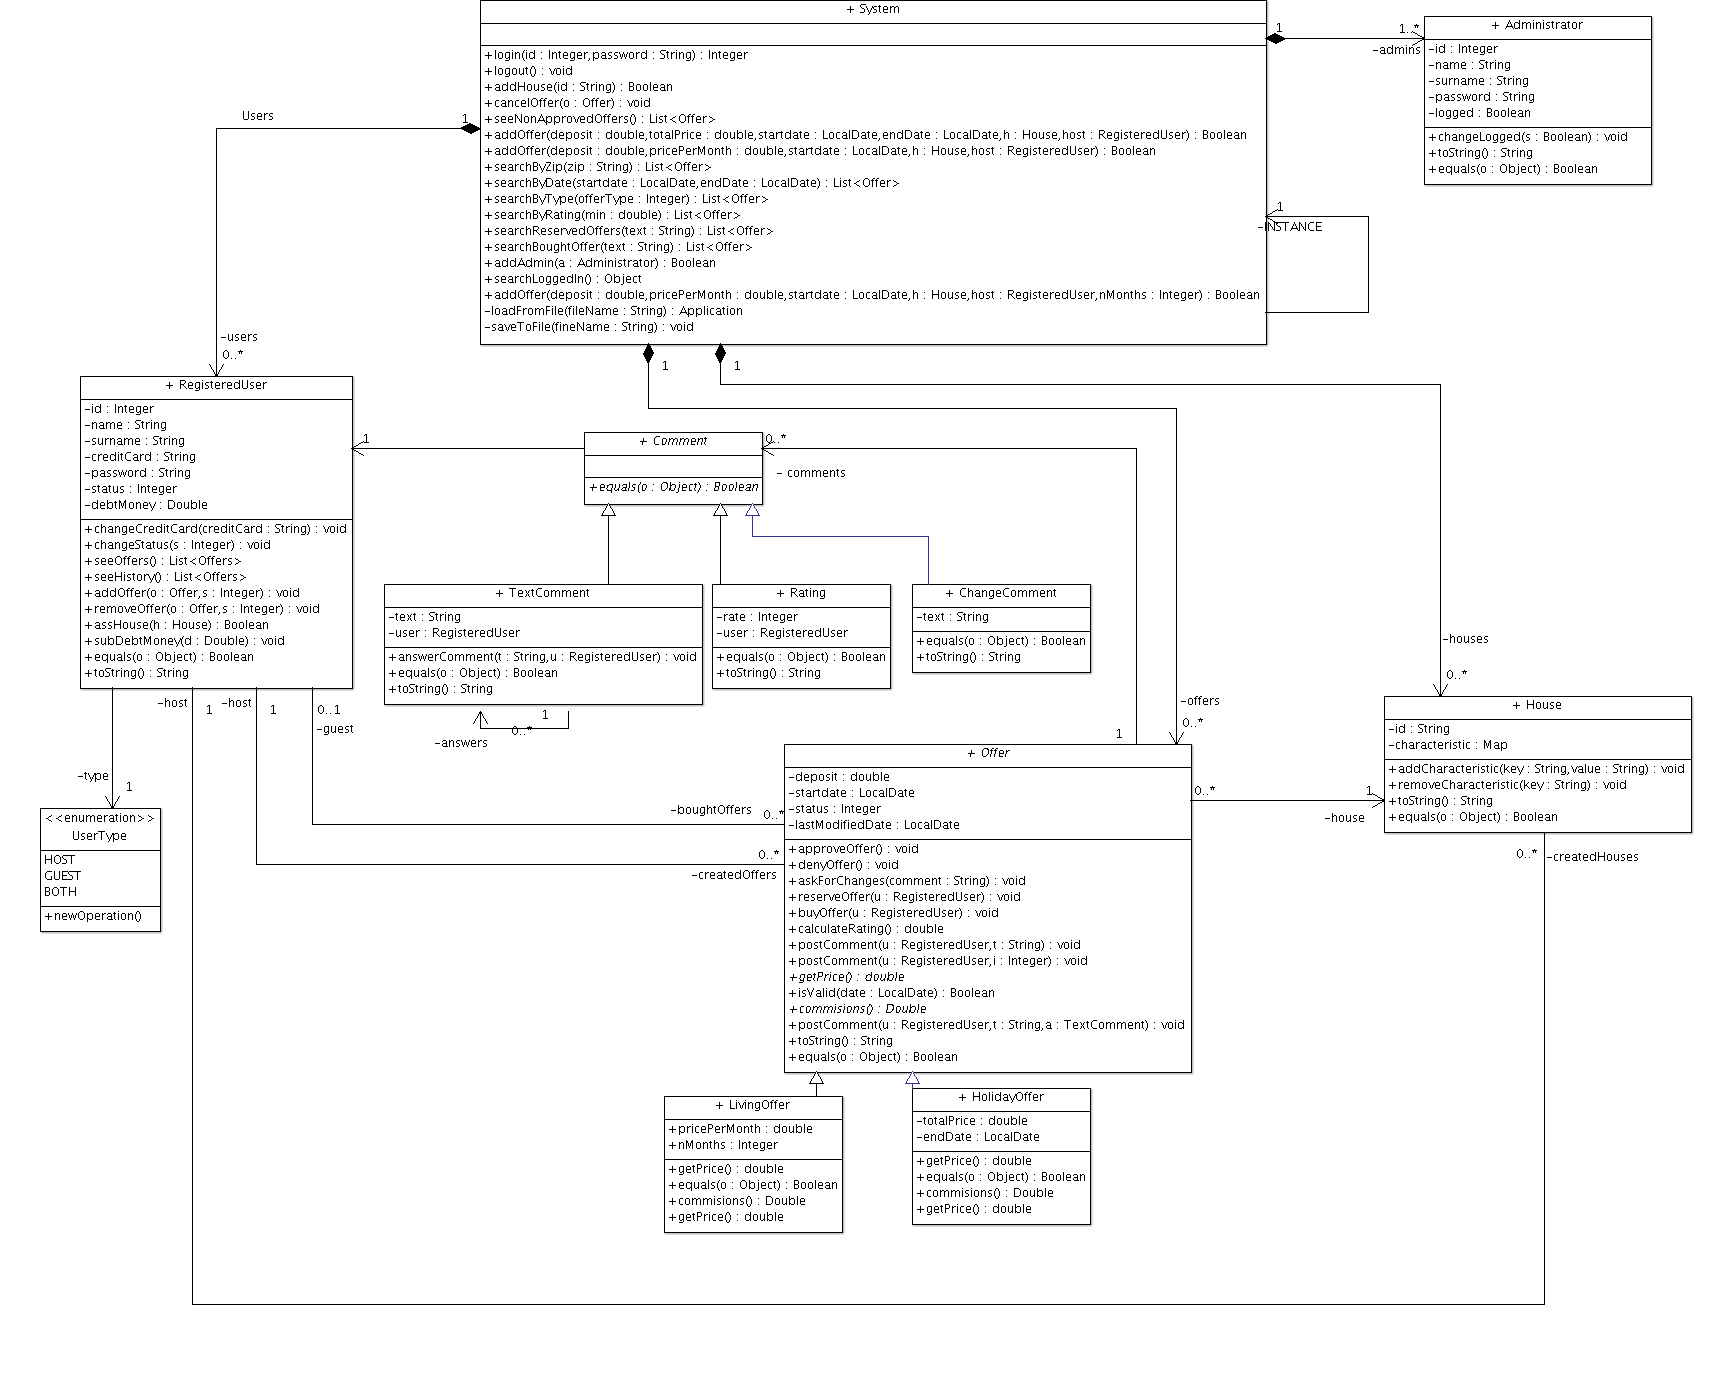 + System
+login(id : Integer,password : String) : Integer
+logout() : void
+addHouse(id : String) : Boolean
+cancelOffer(o : Offer) : void
+seeNonApprovedOffers() : List<Offer>
+addOffer(deposit : double,totalPrice : double,startdate : LocalDate,endDate : LocalDate,h : House,host : RegisteredUser) : Boolean
+addOffer(deposit : double,pricePerMonth : double,startdate : LocalDate,h : House,host : RegisteredUser) : Boolean
+searchByZip(zip : String) : List<Offer>
+searchByDate(startdate : LocalDate,endDate : LocalDate) : List<Offer>
+searchByType(offerType : Integer) : List<Offer>
+searchByRating(min : double) : List<Offer>
+searchReservedOffers(text : String) : List<Offer>
+searchBoughtOffer(text : String) : List<Offer>
+addAdmin(a : Administrator) : Boolean
+searchLoggedIn() : Object
+addOffer(deposit : double,pricePerMonth : double,startdate : LocalDate,h : House,host : RegisteredUser,nMonths : Integer) : Boolean
-loadFromFile(fileName : String) : Application
-saveToFile(fineName : String) : void
1
1..*
-admins
+ Administrator
-id : Integer
-name : String
-surname : String
-password : String
-logged : Boolean
+changeLogged(s : Boolean) : void
+toString() : String
+equals(o : Object) : Boolean
1
-INSTANCE
Users
1
-users
0..*
1
1
+ RegisteredUser
-id : Integer
-name : String
-surname : String
-creditCard : String
-password : String
-status : Integer
-debtMoney : Double
+changeCreditCard(creditCard : String) : void
+changeStatus(s : Integer) : void
+seeOffers() : List<Offers>
+seeHistory() : List<Offers>
+addOffer(o : Offer,s : Integer) : void
+removeOffer(o : Offer,s : Integer) : void
+assHouse(h : House) : Boolean
+subDebtMoney(d : Double) : void
+equals(o : Object) : Boolean
+toString() : String
1
+ Comment
+equals(o : Object) : Boolean
0..*
- comments
+ TextComment
-text : String
-user : RegisteredUser
+answerComment(t : String,u : RegisteredUser) : void
+equals(o : Object) : Boolean
+toString() : String
1
0..*
-answers
+ Rating
-rate : Integer
-user : RegisteredUser
+equals(o : Object) : Boolean
+toString() : String
+ ChangeComment
-text : String
+equals(o : Object) : Boolean
+toString() : String
-houses
0..*
-offers
0..*
1
-host
1
-host
1
0..1
-guest
-type
1
<<enumeration>>
UserType
HOST
GUEST
BOTH
+newOperation()
-boughtOffers
0..*
0..*
-createdOffers
+ Offer
-deposit : double
-startdate : LocalDate
-status : Integer
-lastModifiedDate : LocalDate
+approveOffer() : void
+denyOffer() : void
+askForChanges(comment : String) : void
+reserveOffer(u : RegisteredUser) : void
+buyOffer(u : RegisteredUser) : void
+calculateRating() : double
+postComment(u : RegisteredUser,t : String) : void
+postComment(u : RegisteredUser,i : Integer) : void
+getPrice() : double
+isValid(date : LocalDate) : Boolean
+commisions() : Double
+postComment(u : RegisteredUser,t : String,a : TextComment) : void
+toString() : String
+equals(o : Object) : Boolean
0..*
1
-house
+ House
-id : String
-characteristic : Map
+addCharacteristic(key : String,value : String) : void
+removeCharacteristic(key : String) : void
+toString() : String
+equals(o : Object) : Boolean
0..*
-createdHouses
+ LivingOffer
+pricePerMonth : double
+nMonths : Integer
+getPrice() : double
+equals(o : Object) : Boolean
+commisions() : Double
+getPrice() : double
+ HolidayOffer
-totalPrice : double
-endDate : LocalDate
+getPrice() : double
+equals(o : Object) : Boolean
+commisions() : Double
+getPrice() : double